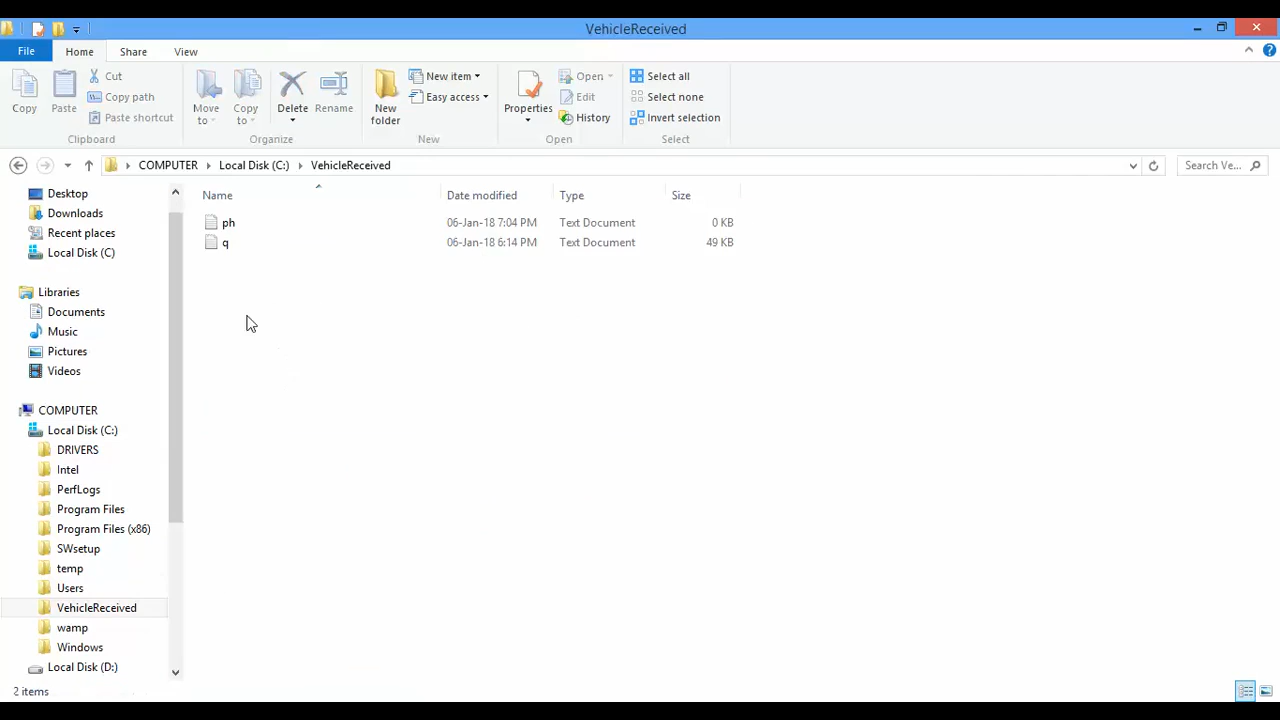 VehicleReceived
File Home Share View
Copy
Paste
Cut
Copy path
Paste shortcut
Clipboard
Move to
Copy to
Delete
Rename
Organize
New folder
New item
Easy access
New
Properties
Open
Edit
History
Open
Select all
Select none
Invert selection
Select
COMPUTER Local Disk (C:) VehicleReceived
Search Ve...
Desktop
Downloads
Recent places
Local Disk (C)
Libraries
Documents
Music
Pictures
Videos
COMPUTER
Local Disk (C:)
DRIVERS
Intel
PerfLogs
Program Files
Program Files (x86)
SWsetup
temp
Users
VehicleReceived
wamp
Windows
Local Disk (D:)
Name Date modified Type Size
ph 06-Jan-18 7:04 PM Text Document 0 KB
q 06-Jan-18 6:14 PM Text Document 49 KB
2 items